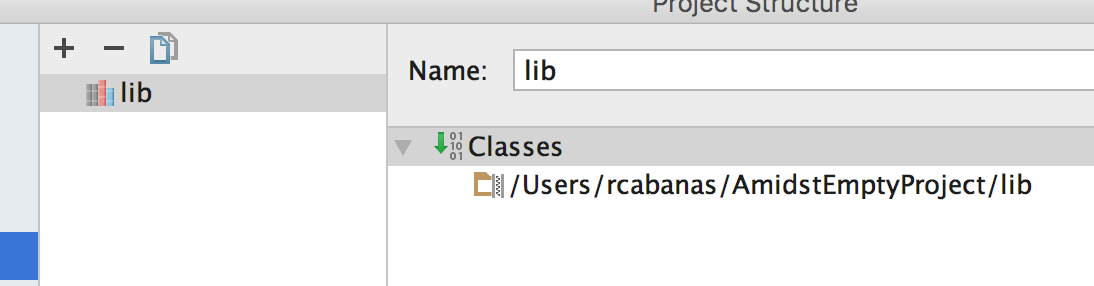 Project Structure
lib
Name: lib
Classes
/Users/rcabanas/AmidstEmptyProject/lib